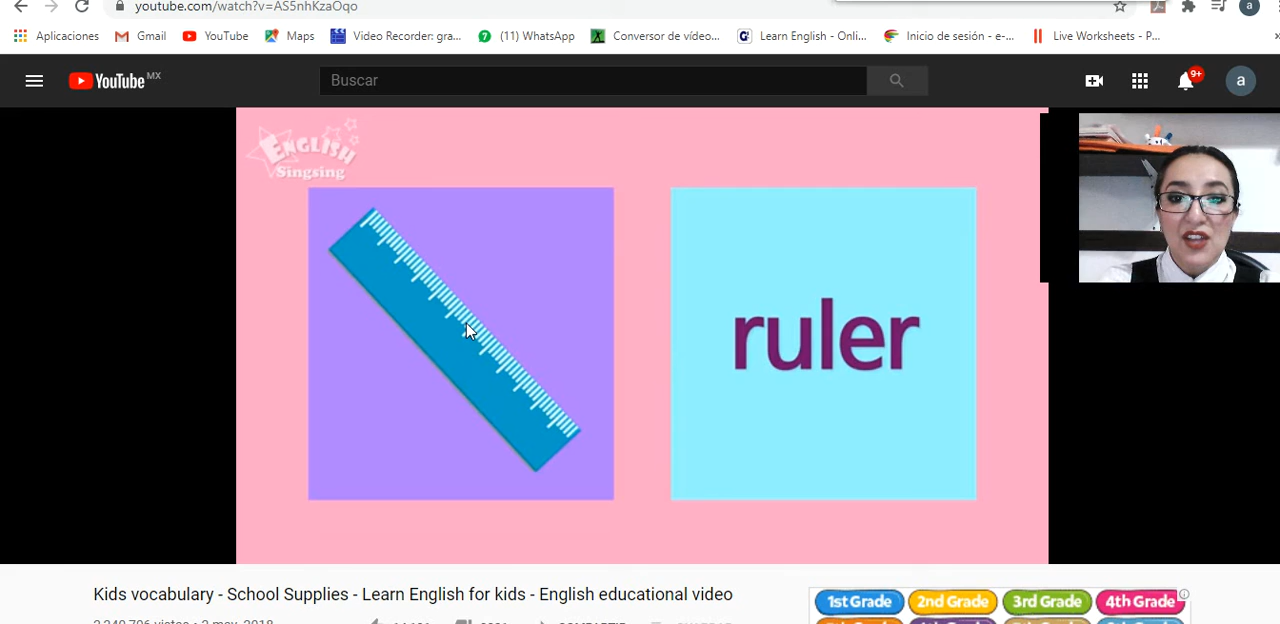 youtube.com/watch?v=AS5nhKzaOqo
Aplicaciones Gmail YouTube Maps Video Recorder: gra... (11) WhatsApp Conversor de vídeo... Learn English - Onli... Inicio de sesión - e-... Live Worksheets - P...
YouTube MX Buscar 9+ a
ENGLISH
Singsing
ruler
Kids vocabulary - School Supplies - Learn English for kids - English educational video
1st Grade 2nd Grade 3rd Grade 4th Grade